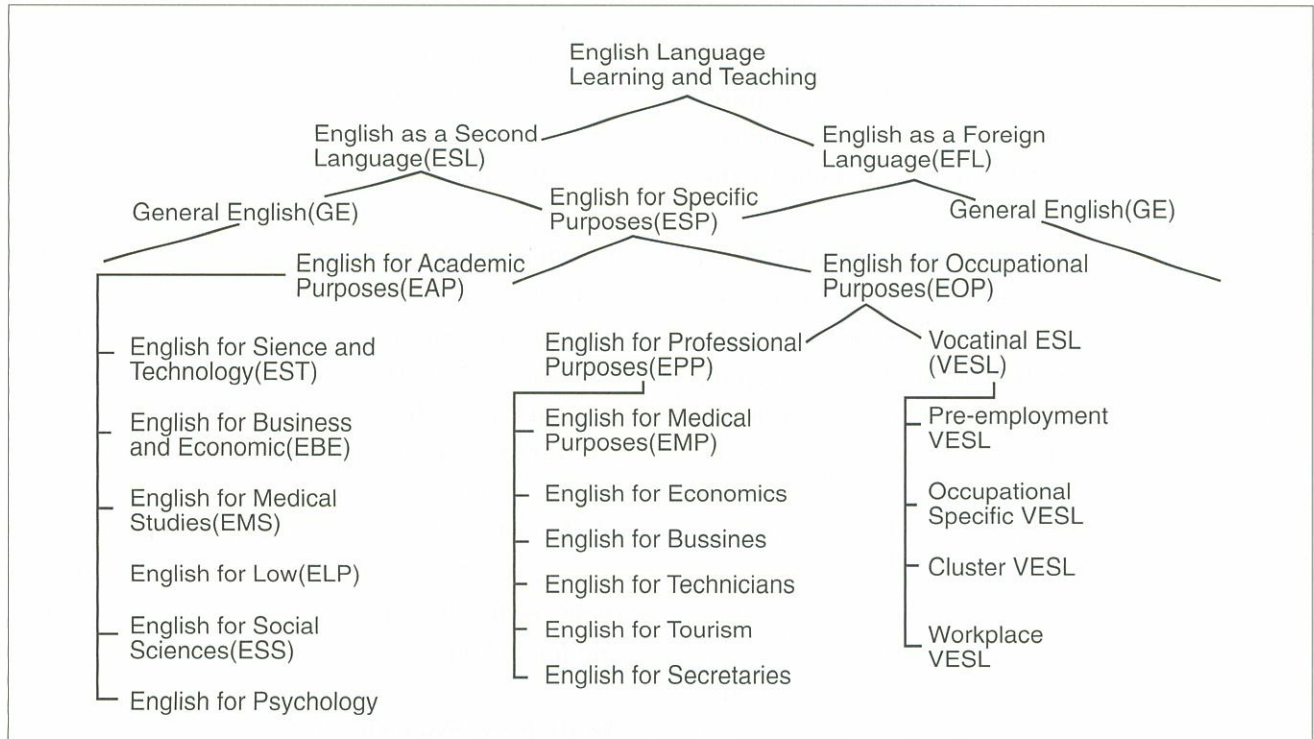 English Language
Learning and Teaching
English as a Second
Language(ESL)
English as a Foreign
Language(EFL)
General English(GE)
English for Specific
Purposes(ESP)
General English(GE)
English for Academic
Purposes(EAP)
English for Occupational
Purposes(EOP)
English for Sience and
Technology(EST)
English for Business
and Economic(EBE)
English for Medical
Studies(EMS)
English for Low(ELP)
English for Social
Sciences(ESS)
English for Psychology
English for Professional
Purposes(EPP)
English for Medical
Purposes(EMP)
English for Economics
English for Bussines
English for Technicians
English for Tourism
English for Secretaries
Vocatinal ESL
(VESL)
Pre-employment
VESL
Occupational
Specific VESL
Cluster VESL
Workplace
VESL